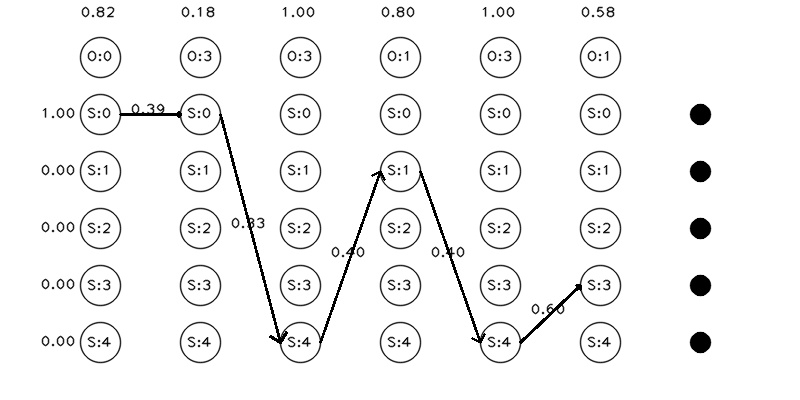 0.82 0.18 1.00 0.80 1.00 0.58
O:0 O:3 O:3 O:1 O:3 O:1
0.39
1.00 S:0 S:0 S:0 S:0 S:0 S:0
0.00 S:1 S:1 S:1 S:1 S:1 S:1
0.33
0.00 S:2 S:2 S:2 S:2 S:2 S:2
0.40 0.40
0.00 S:3 S:3 S:3 S:3 S:3 S:3
0.60
0.00 S:4 S:4 S:4 S:4 S:4 S:4